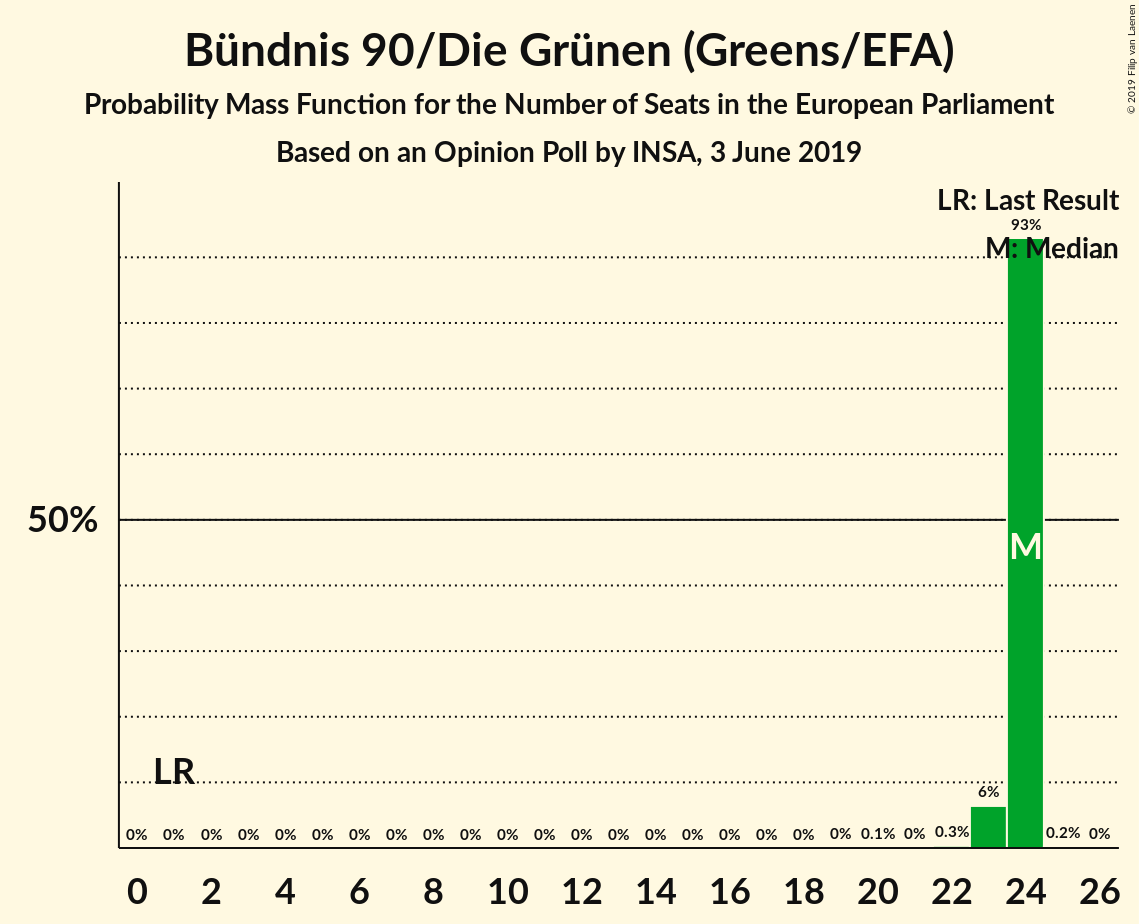 Bündnis 90/Die Grünen (Greens/EFA)
Probability Mass Function for the Number of Seats in the European Parliament
Based on an Opinion Poll by INSA, 3 June 2019
© 2019 Filip van Laenen
LR: Last Result
93%
M: Median
50%
M
LR
6%
0% 0% 0% 0% 0% 0% 0% 0% 0% 0% 0% 0% 0% 0% 0% 0% 0% 0% 0% 0% 0.1% 0% 0.3% 0.2% 0%
0 2 4 6 8 10 12 14 16 18 20 22 24 26